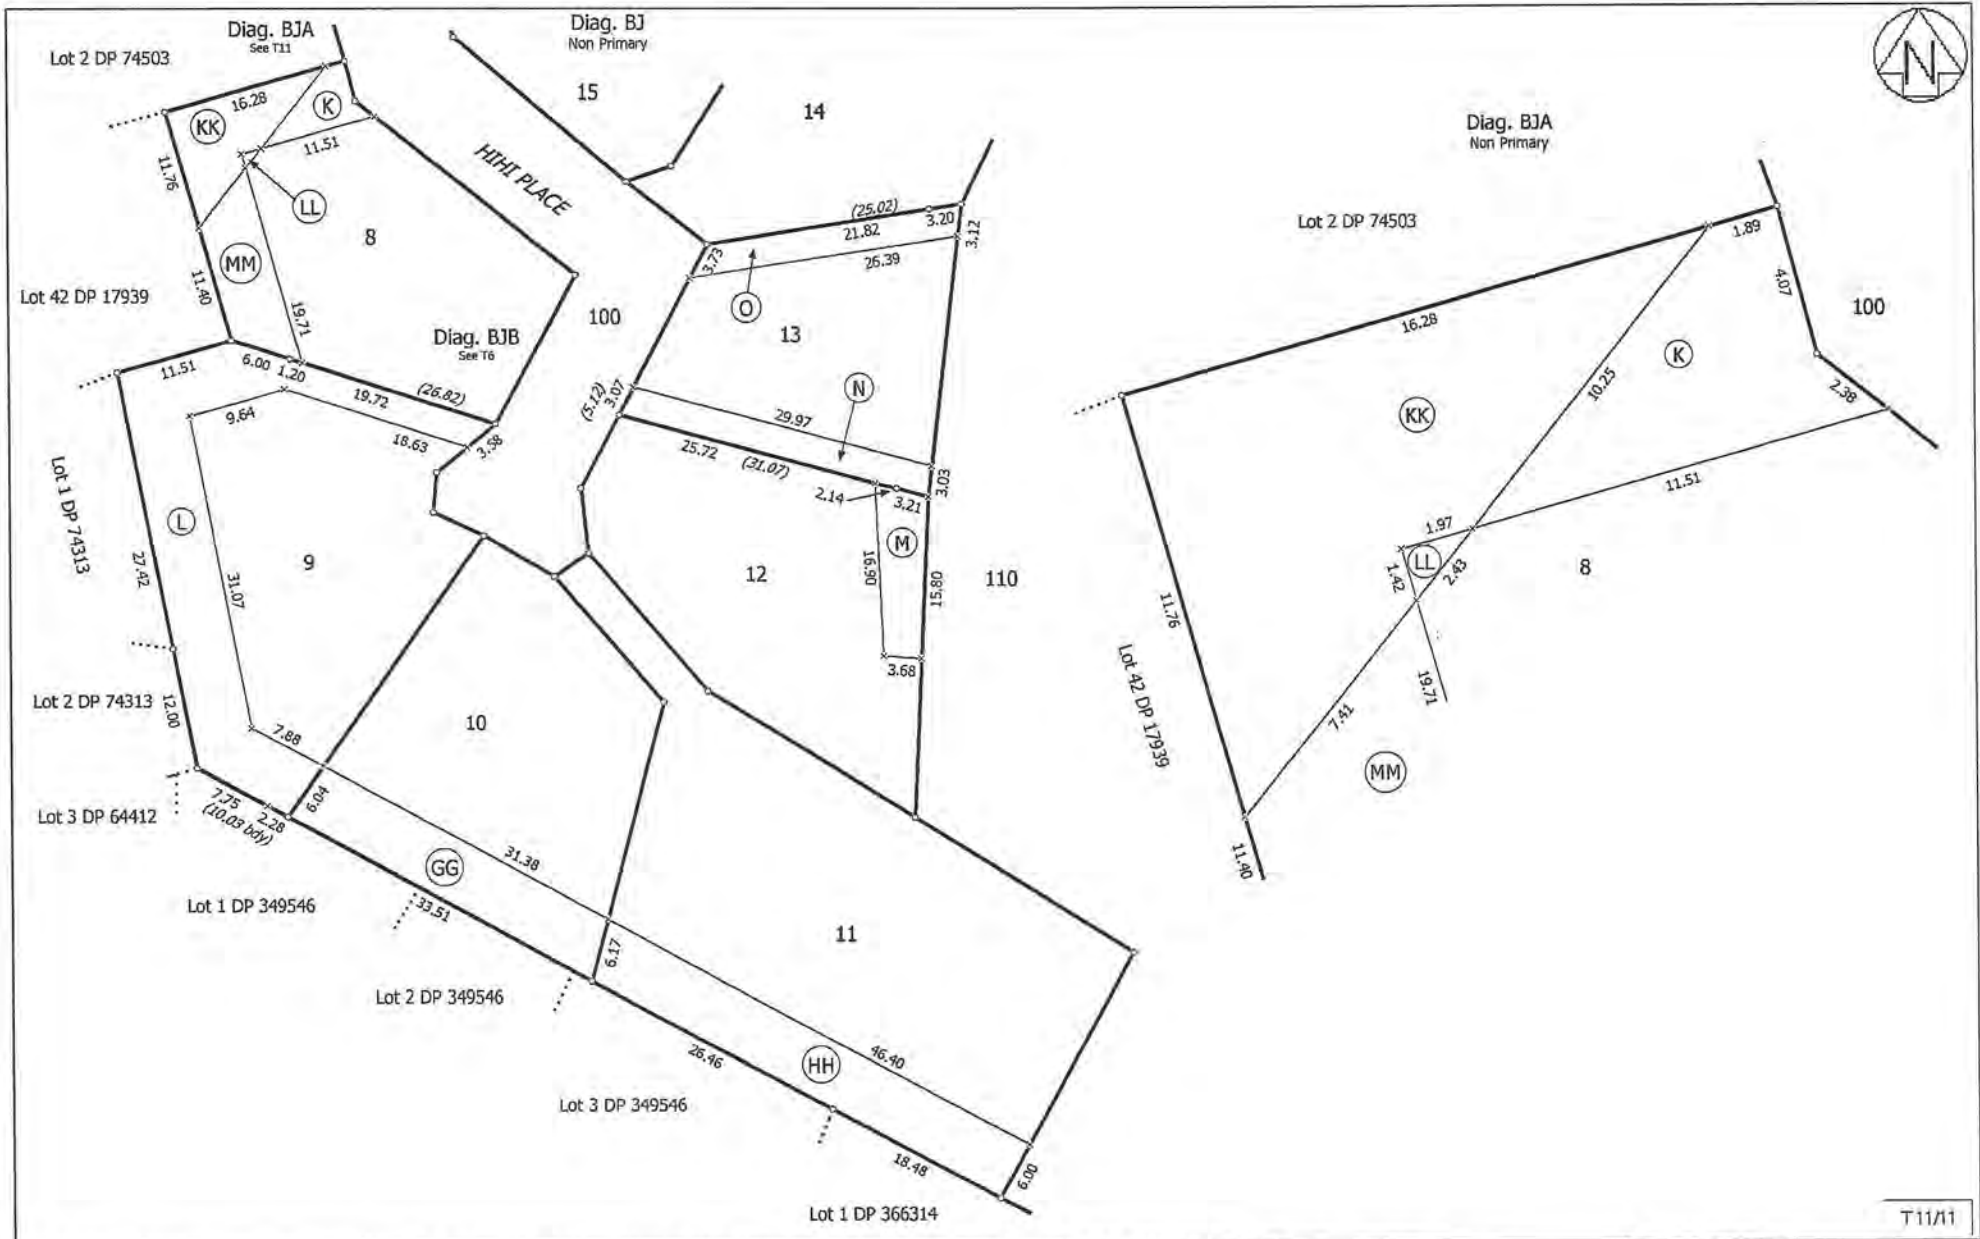 Diag. BJA
See T11
Diag. BJ
Non Primary
N
Lot 2 DP 74503
15
14
Diag. BJA
Non Primary
16.28
K
KK
11.51
HIHI PLACE
11.76
LL
8
(25.02)
3.20
21.82
3.12
3.73
26.39
Lot 2 DP 74503
1.89
MM
O
4.07
100
Lot 42 DP 17939
11.40
19.71
100
13
16.28
K
Diag. BJB
See T6
11.51
6.00
1.20
19.72
(26.82)
(5.12)
3.07
N
10.25
2.38
9.64
18.63
3.58
29.97
KK
25.72
(31.07)
2.14
3.21
3.03
11.51
Lot 1 DP 74313
L
M
1.97
LL
27.42
9
16.90
12
110
1.42
2.43
8
31.07
15.80
11.76
3.68
Lot 42 DP 17939
19.71
Lot 2 DP 74313
12.00
10
7.41
7.88
MM
Lot 3 DP 64412
7.75
(10.03 bdy)
2.28
6.04
11.40
GG
31.38
Lot 1 DP 349546
33.51
11
6.17
Lot 2 DP 349546
26.46
HH
46.40
Lot 3 DP 349546
18.48
6.00
Lot 1 DP 366314
T11/11